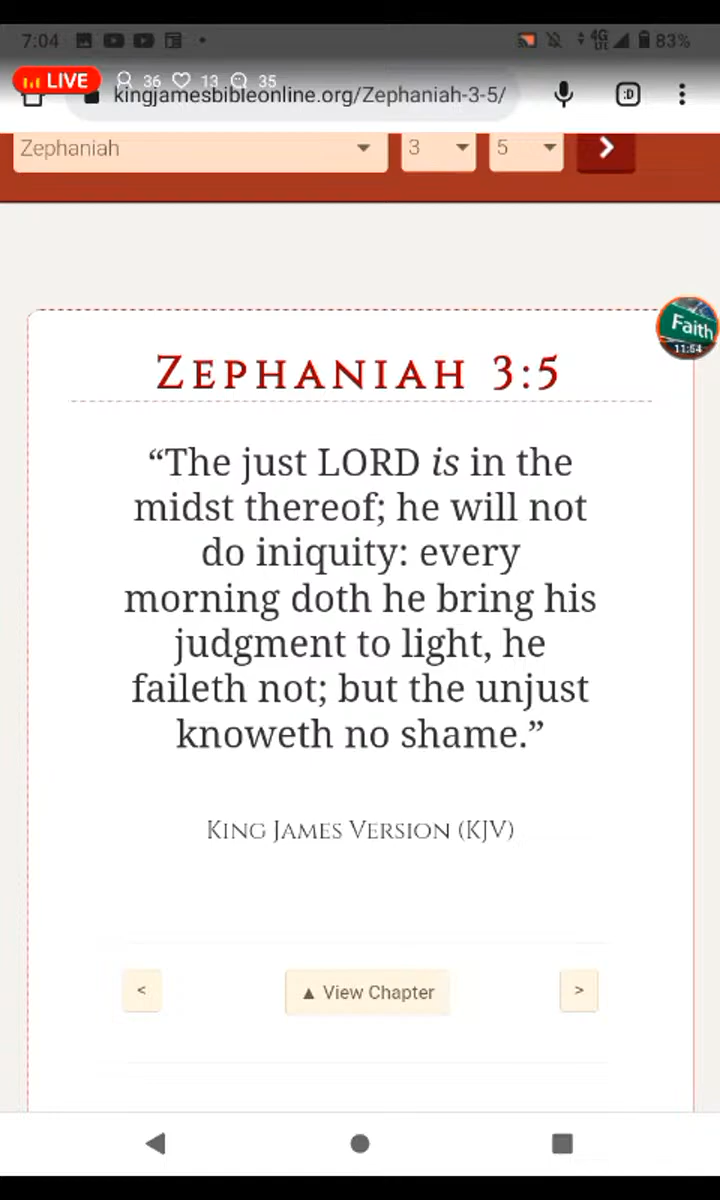 7:04 83%
4G
LTE
LIVE 36 13 35
kingjamesbibleonline.org/Zephaniah-3-5/
:D
Zephaniah 3 5
Faith
11:54
ZEPHANIAH 3:5
“The just LORD is in the
midst thereof; he will not
do iniquity: every
morning doth he bring his
judgment to light, he
faileth not; but the unjust
knoweth no shame.”
KING JAMES VERSION (KJV)
< ▲ View Chapter >